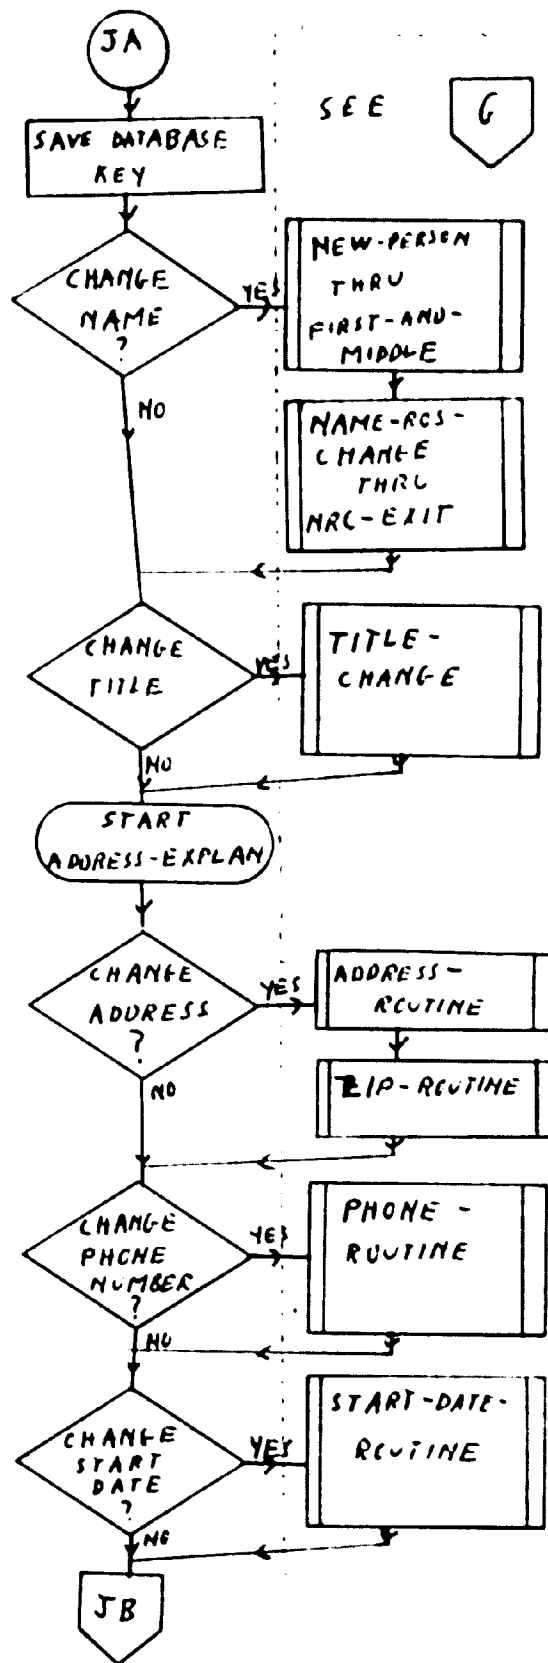 JA
SEE
G
SAVE DATABASE
KEY
CHANGE
NAME
?
YES
NEW-PERSON
THRU
FIRST-AND-
MIDDLE
NO
NAME-RCS-
CHANGE
THRU
NRC-EXIT
CHANGE
TITLE
YES
TITLE-
CHANGE
NO
START
ADDRESS-EXPLAN
CHANGE
ADDRESS
?
YES
ADDRESS-
ROUTINE
NO
ZIP-ROUTINE
CHANGE
PHONE
NUMBER
?
YES
PHONE-
ROUTINE
NO
CHANGE
START
DATE
?
YES
START-DATE-
ROUTINE
NO
JB